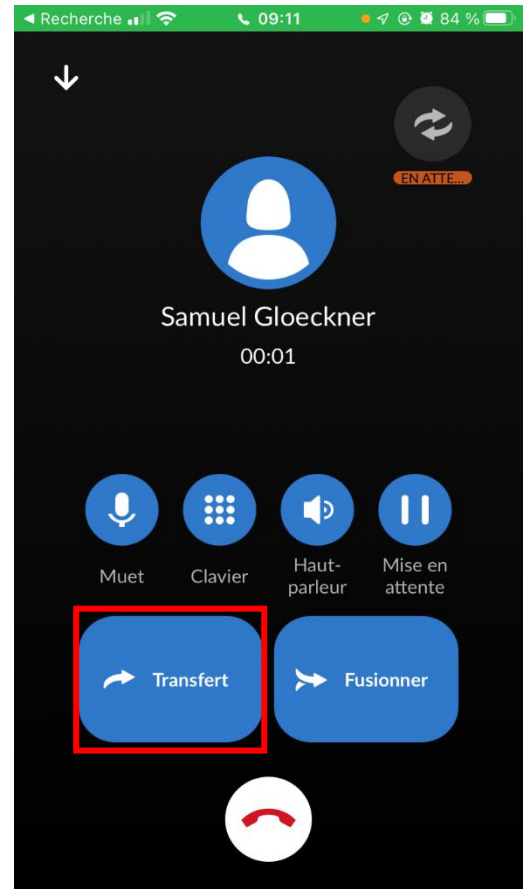 ◀ Recherche 09:11 84 %
EN ATTE...
Samuel Gloeckner
00:01
Muet Clavier Haut-
parleur Mise en
attente
Transfert Fusionner